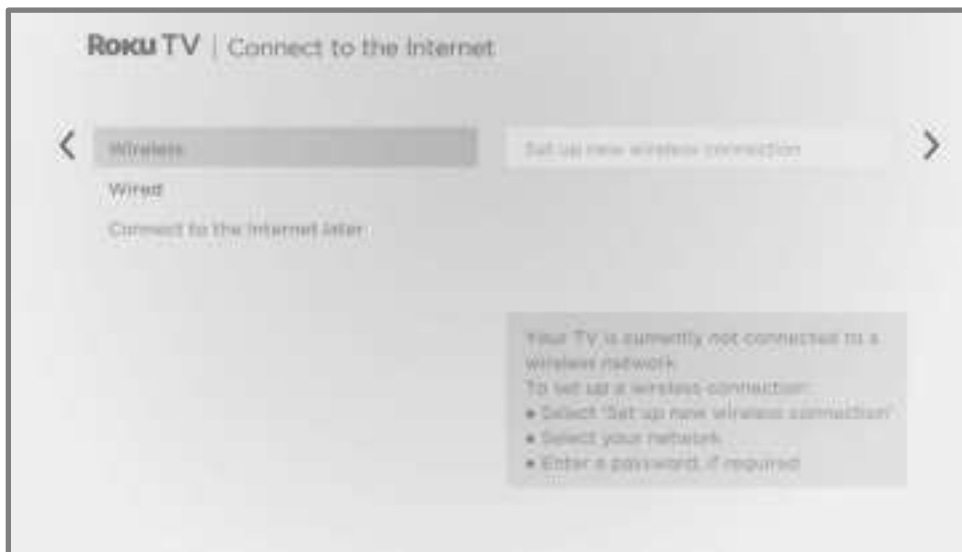 Roku TV | Connect to the Internet
Wireless
Set up new wireless connection
Wired
Connect to the Internet later
Your TV is currently not connected to a
wireless network
To set up a wireless connection:
• Select 'Set up new wireless connection'
• Select your network
• Enter a password, if required